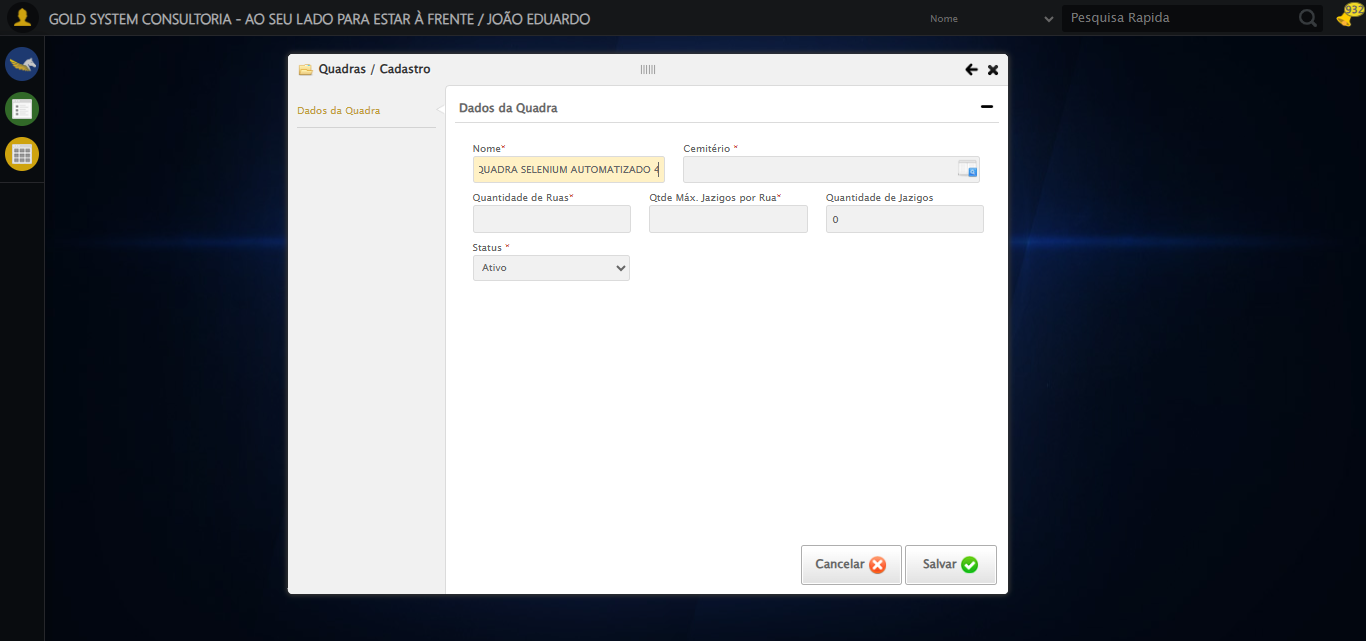 GOLD SYSTEM CONSULTORIA - AO SEU LADO PARA ESTAR À FRENTE / JOÃO EDUARDO
Nome
Pesquisa Rapida
932
Quadras / Cadastro
Dados da Quadra
Dados da Quadra
Nome*
Cemitério *
QUADRA SELENIUM AUTOMATIZADO 4
Quantidade de Ruas*
Qtde Máx. Jazigos por Rua*
Quantidade de Jazigos
0
Status *
Ativo
Cancelar
Salvar